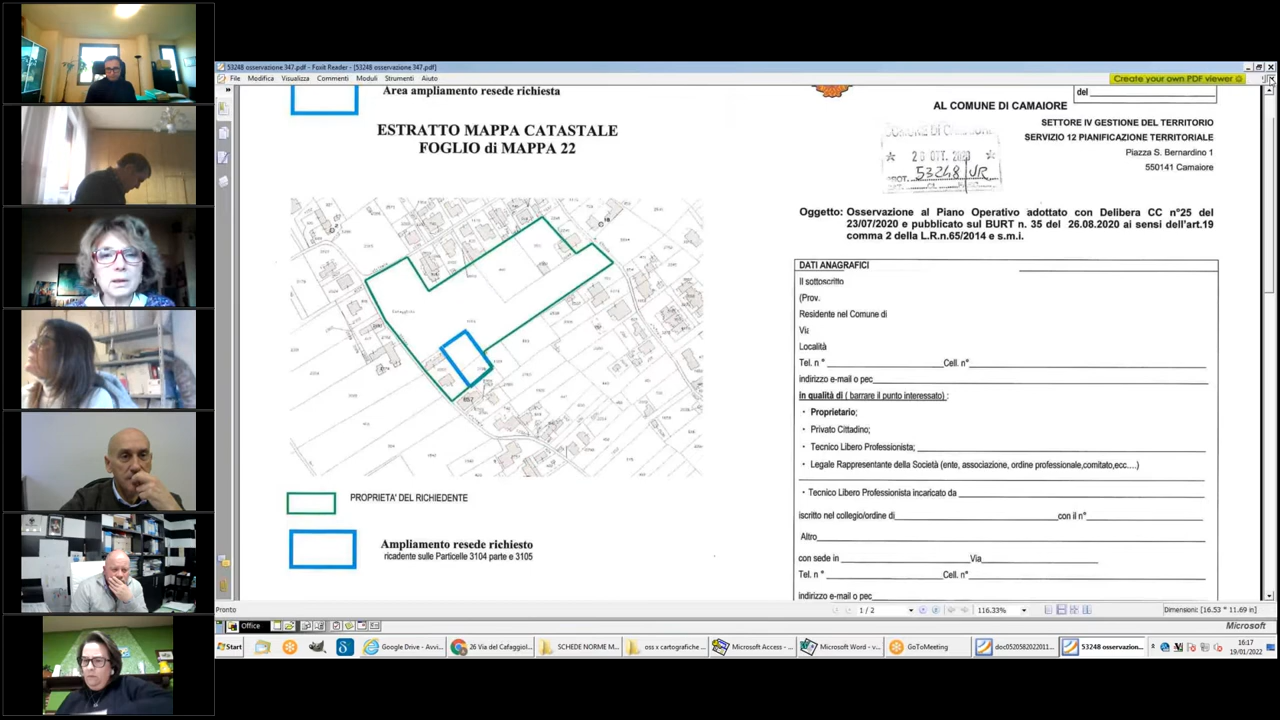 53248 osservazione 347.pdf - Foxit Reader - [53248 osservazione 347.pdf]
File Modifica Visualizza Commenti Moduli Strumenti Aiuto
Create your own PDF viewer
Area ampliamento resede richiesta
ESTRATTO MAPPA CATASTALE
FOGLIO di MAPPA 22
PROPRIETA' DEL RICHIEDENTE
Ampliamento resede richiesto
ricadente sulle Particelle 3104 parte e 3105
del
AL COMUNE DI CAMAIORE
SETTORE IV GESTIONE DEL TERRITORIO
SERVIZIO 12 PIANIFICAZIONE TERRITORIALE
Piazza S. Bernardino 1
550141 Camaiore
COMUNE DI CAMAIORE
26 OTT. 2020
PROT. 53248 UR
Oggetto: Osservazione al Piano Operativo adottato con Delibera CC n°25 del
23/07/2020 e pubblicato sul BURT n. 35 del 26.08.2020 ai sensi dell'art.19
comma 2 della L.R.n.65/2014 e s.m.i.
DATI ANAGRAFICI
Il sottoscritto
(Prov.
Residente nel Comune di
Via
Località
Tel. n ° Cell. n°
indirizzo e-mail o pec
in qualità di ( barrare il punto interessato) :
· Proprietario;
· Privato Cittadino;
· Tecnico Libero Professionista;
· Legale Rappresentante della Società (ente, associazione, ordine professionale,comitato,ecc....)
· Tecnico Libero Professionista incaricato da
iscritto nel collegio/ordine di con il n°
Altro
con sede in Via
Tel. n ° Cell. n°
indirizzo e-mail o pec
Pronto
1 / 2
116.33%
Dimensioni: [16.53 * 11.69 in]
Office
Microsoft
Start
Google Drive - Avvi...
26 Via del Cafaggiol...
SCHEDE NORME M...
oss x cartografiche ...
Microsoft Access - ...
Microsoft Word - v...
GoToMeeting
doc0520582022011...
53248 osservazion...
16:17
19/01/2022